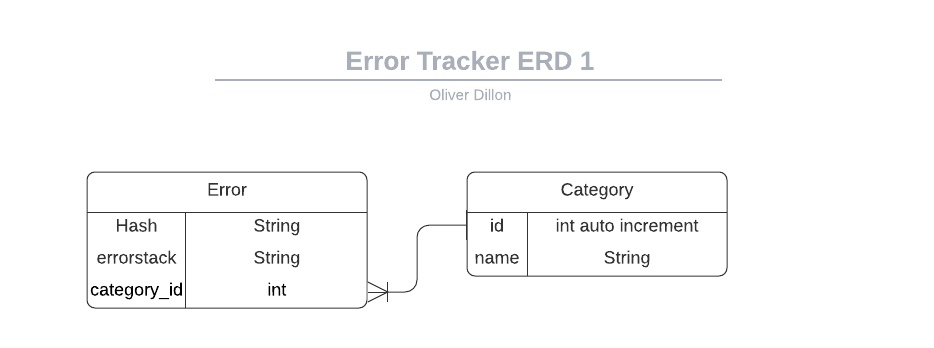 Error Tracker ERD 1
Oliver Dillon
Error
Hash String
errorstack String
category_id int
Category
id int auto increment
name String